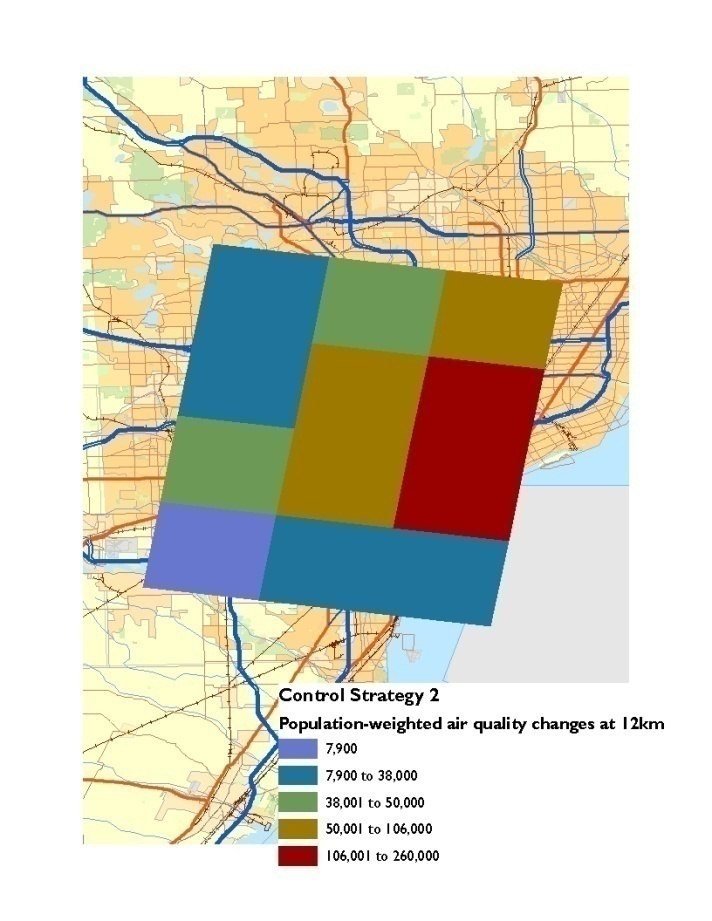 Control Strategy 2
Population-weighted air quality changes at 12km
7,900
7,900 to 38,000
38,001 to 50,000
50,001 to 106,000
106,001 to 260,000